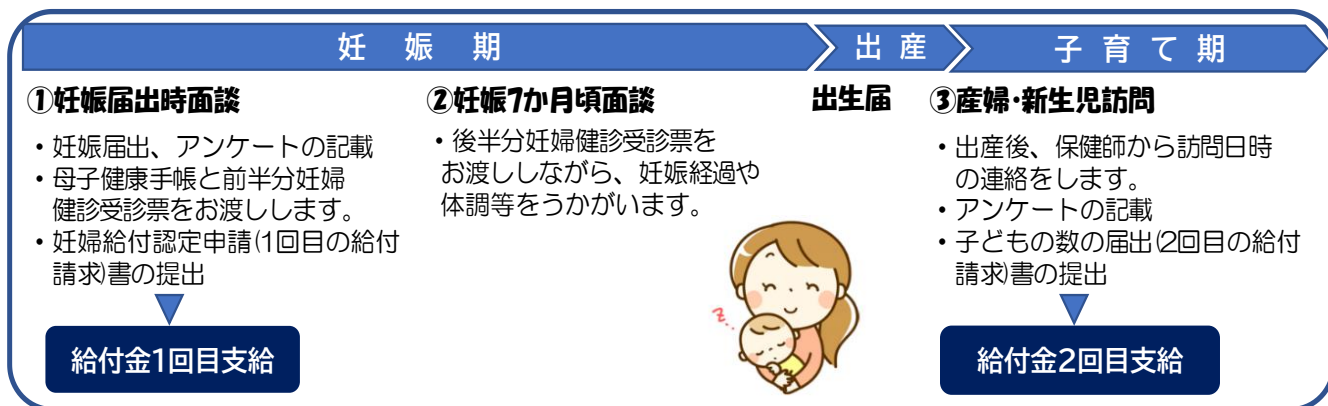 妊娠期
出産
子育て期
①妊娠届出時面談
・妊娠届出、アンケートの記載
・母子健康手帳と前半分妊婦
健診受診票をお渡しします。
・妊婦給付認定申請(1回目の給付
請求)書の提出
給付金1回目支給
②妊娠7か月頃面談
・後半分妊婦健診受診票を
お渡ししながら、妊娠経過や
体調等をうかがいます。
出生届
z..
③産婦・新生児訪問
・出産後、保健師から訪問日時
の連絡をします。
・アンケートの記載
・子どもの数の届出(2回目の給付
請求)書の提出
給付金2回目支給